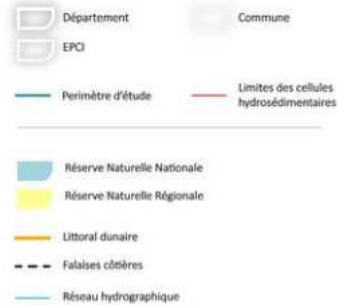 Département
Commune
EPCI
Perimètre d'étude
Limites des cellules
hydrosédimentaires
Réserve Naturelle Nationale
Réserve Naturelle Régionale
Littoral dunaire
Falaises côtières
Réseau hydrographique